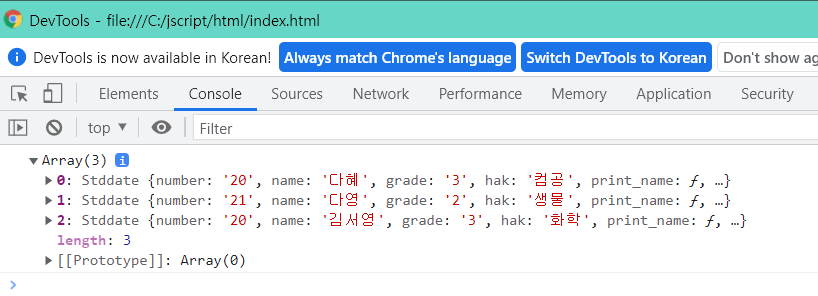 DevTools - file:///C:/jscript/html/index.html
DevTools is now available in Korean! Always match Chrome's language Switch DevTools to Korean Don't show ag
Elements Console Sources Network Performance Memory Application Security
top ▼ Filter
▼Array(3) i
▶0: Stddate {number: '20', name: '다혜', grade: '3', hak: '컴공', print_name: ƒ, …}
▶1: Stddate {number: '21', name: '다영', grade: '2', hak: '생물', print_name: ƒ, …}
▶2: Stddate {number: '20', name: '김서영', grade: '3', hak: '화학', print_name: ƒ, …}
length: 3
▶[[Prototype]]: Array(0)
>